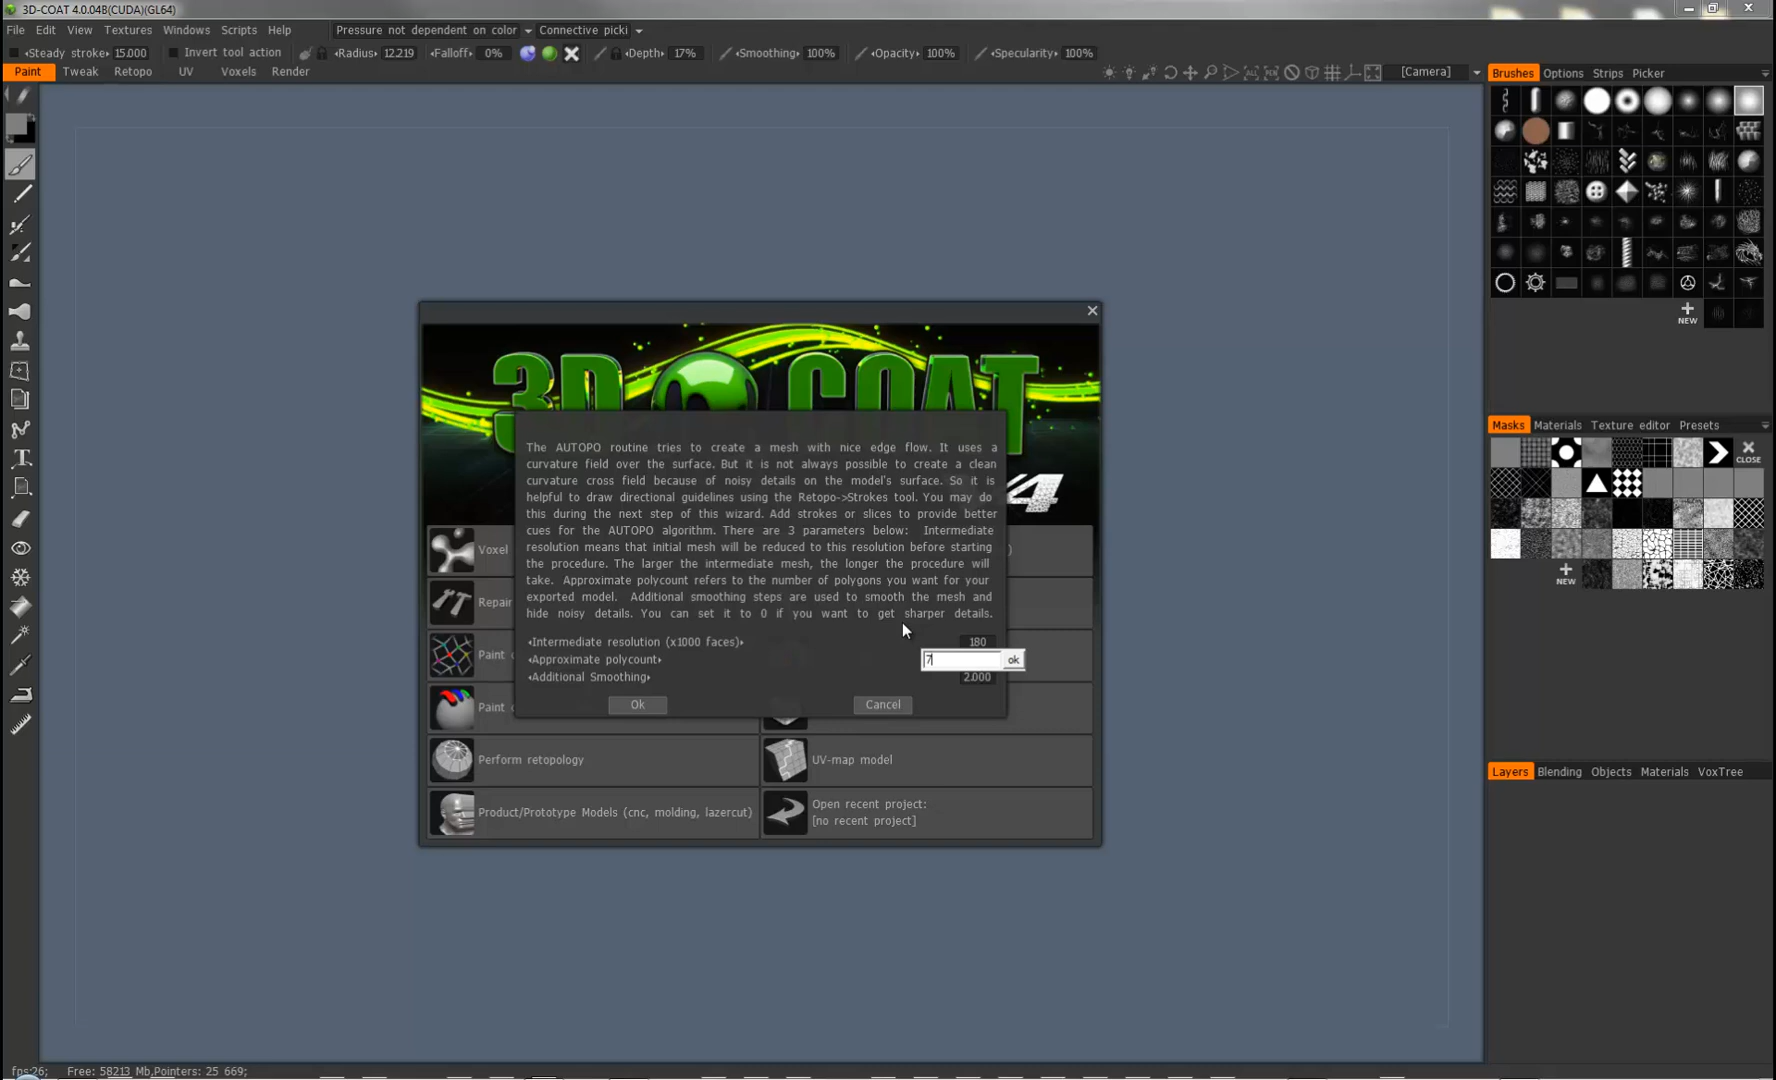 3D-COAT 4.0.04B(CUDA)(GL64)
File Edit View Textures Windows Scripts Help Pressure not dependent on color Connective picki
Steady stroke 15.000 Invert tool action Radius 12.219 Falloff 0% Depth 17% Smoothing 100% Opacity 100% Specularity 100%
Paint Tweak Retopo UV Voxels Render [Camera] Brushes Options Strips Picker
NEW
3D COAT
4
The AUTOPO routine tries to create a mesh with nice edge flow. It uses a
curvature field over the surface. But it is not always possible to create a clean
curvature cross field because of noisy details on the model's surface. So it is
helpful to draw directional guidelines using the Retopo->Strokes tool. You may do
this during the next step of this wizard. Add strokes or slices to provide better
cues for the AUTOPO algorithm. There are 3 parameters below: Intermediate
resolution means that initial mesh will be reduced to this resolution before starting
the procedure. The larger the intermediate mesh, the longer the procedure will
take. Approximate polycount refers to the number of polygons you want for your
exported model. Additional smoothing steps are used to smooth the mesh and
hide noisy details. You can set it to 0 if you want to get sharper details.
Intermediate resolution (x1000 faces) 180
Approximate polycount 7 ok
Additional Smoothing 2.000
Ok Cancel
Voxel )
Repair
Paint
Paint
Perform retopology UV-map model
Product/Prototype Models (cnc, molding, lazercut) Open recent project:
[no recent project]
Masks Materials Texture editor Presets
CLOSE
NEW
Layers Blending Objects Materials VoxTree
fps:26; Free: 58213 Mb,Pointers: 25 669;